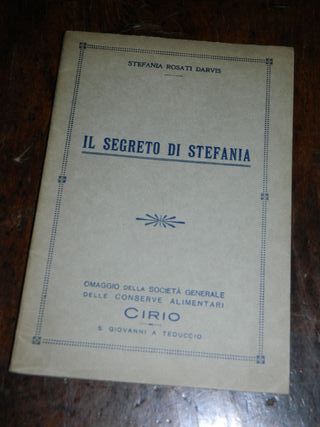 STEFANIA ROSATI DARVIS
IL SEGRETO DI STEFANIA
OMAGGIO DELLA SOCIETÀ GENERALE
DELLE CONSERVE ALIMENTARI
CIRIO
S. GIOVANNI A TEDUCCIO